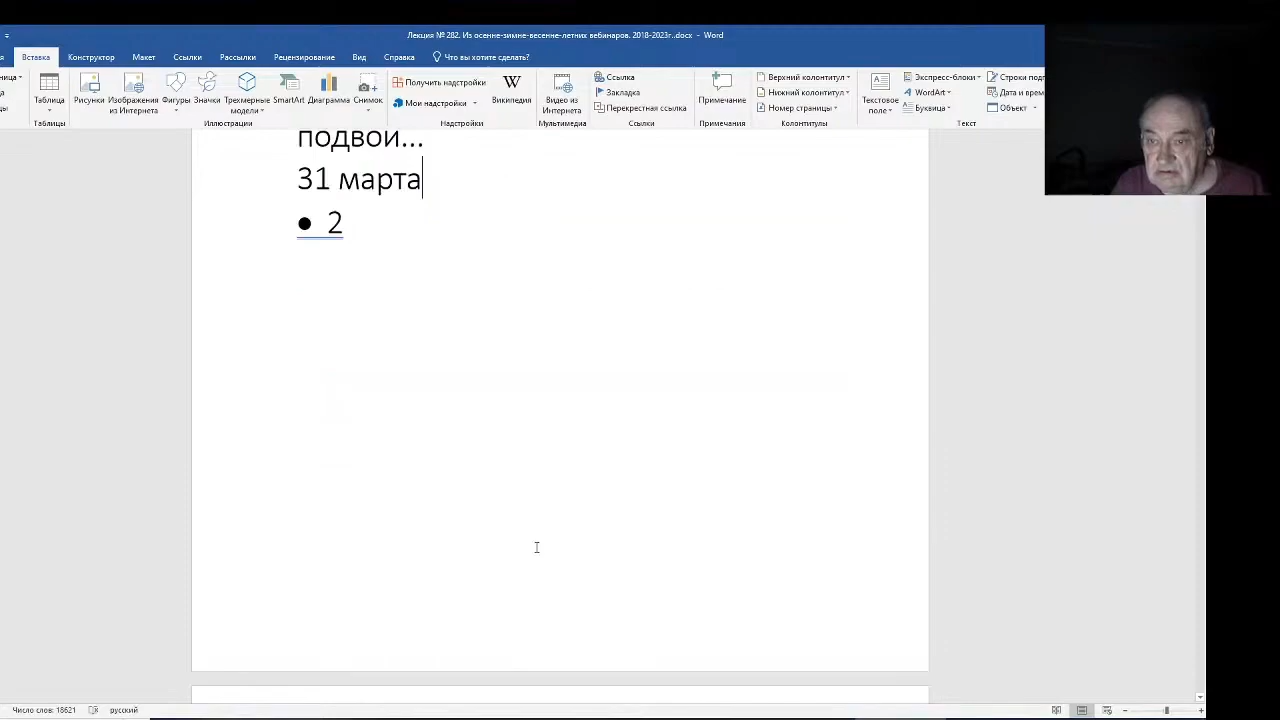 Лекция № 282. Из осенне-зимне-весенне-летних вебинаров. 2018-2023г..docx - Word
Вставка Конструктор Макет Ссылки Рассылки Рецензирование Вид Справка Что вы хотите сделать?
Таблица
Рисунки
Изображения из Интернета
Фигуры
Значки
Трехмерные модели
SmartArt
Диаграмма
Снимок
Получить надстройки
Мои надстройки
Википедия
Видео из Интернета
Ссылка
Закладка
Перекрестная ссылка
Примечание
Верхний колонтитул
Нижний колонтитул
Номер страницы
Текстовое поле
Экспресс-блоки
WordArt
Буквица
Строки подп
Дата и врем
Объект
Таблицы Иллюстрации Надстройки Мультимедиа Ссылки Примечания Колонтитулы Текст
подвои...
31 марта
• 2
Число слов: 18621 русский